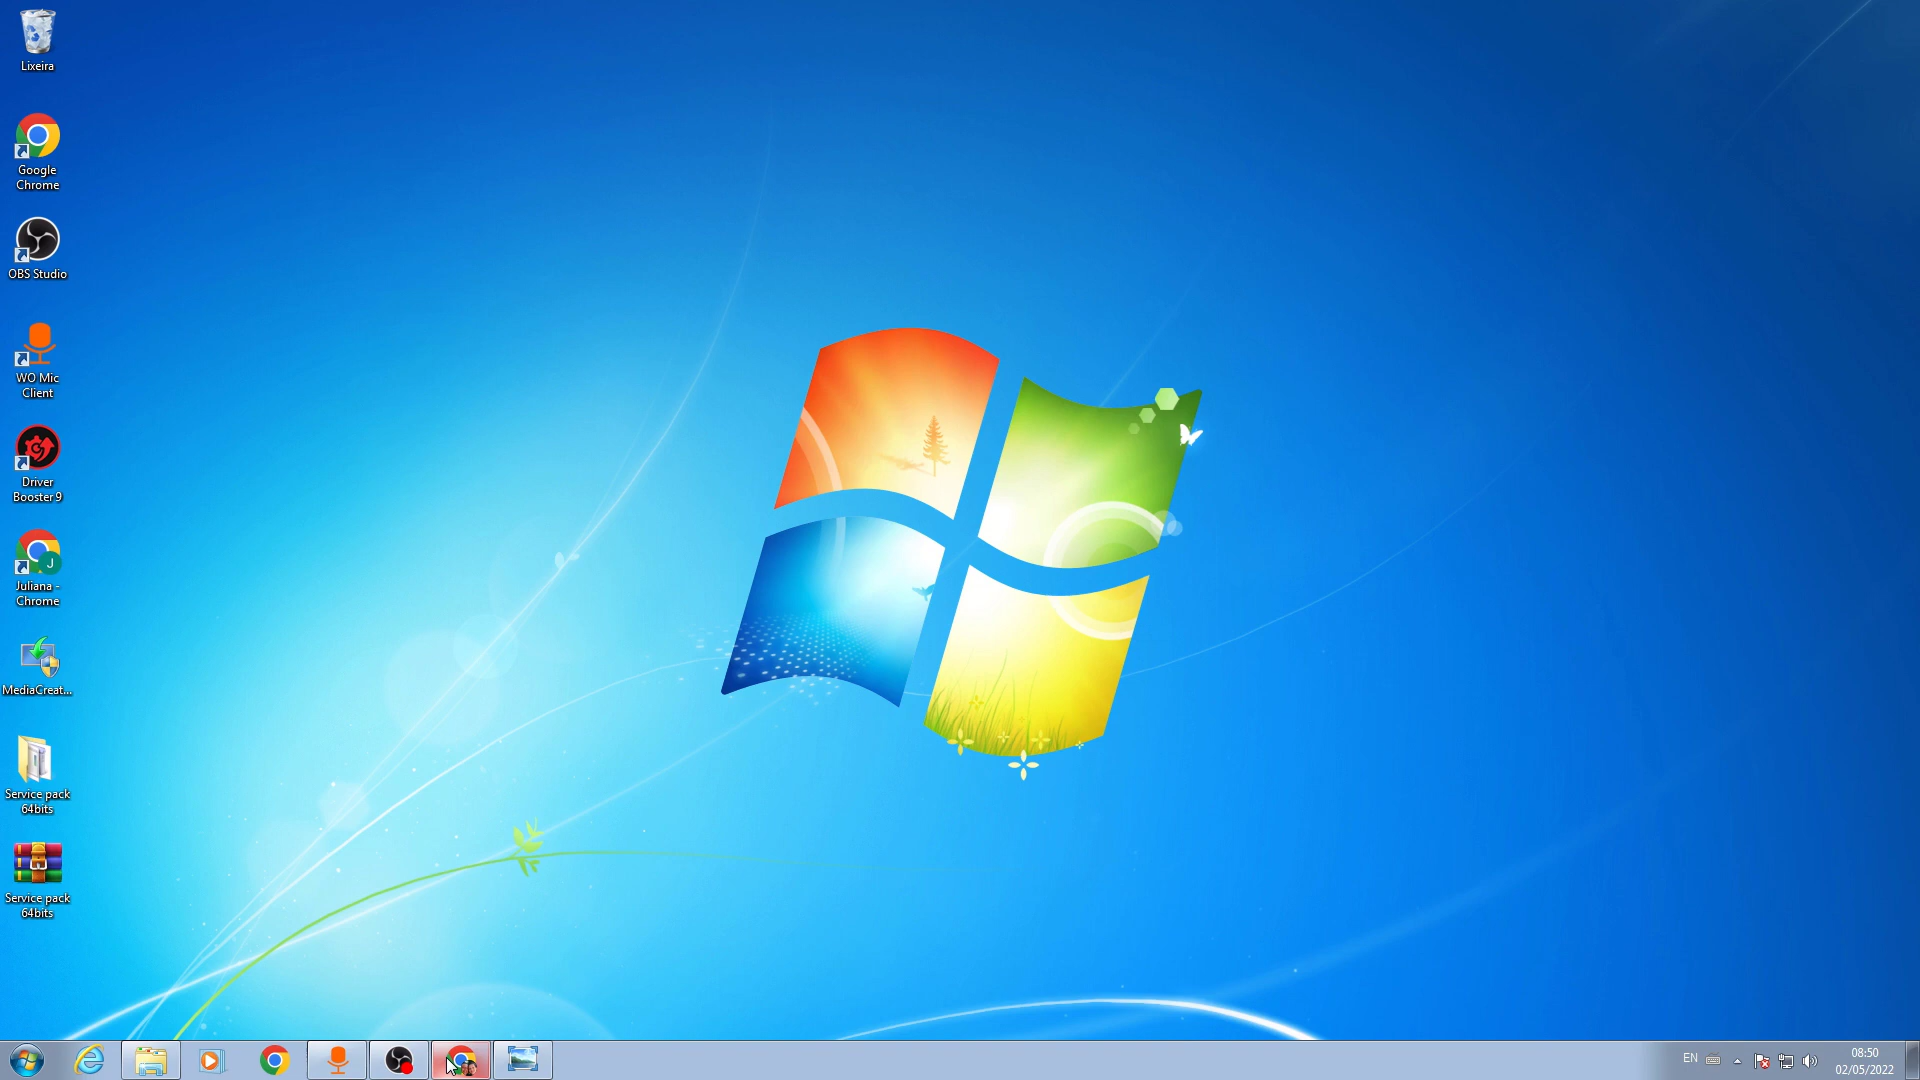 Lixeira
Google
Chrome
OBS Studio
WO Mic
Client
Driver
Booster 9
J
Juliana -
Chrome
MediaCreat...
Service pack
64bits
Service pack
64bits
EN
08:50
02/05/2022